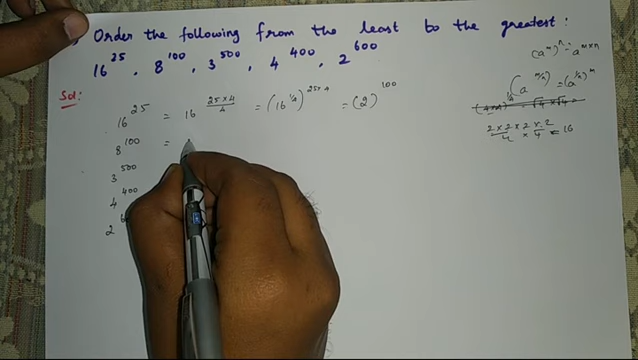 Order the following from the least to the greatest:
16^25, 8^100, 3^500, 4^400, 2^600
(a^m)^n = a^(m×n)
Sol:
16^25 = 16^(25×4/4) = (16^(1/4))^(25×4) = (2)^100
(a^(m/n)) = (a^(1/n))^m
2×2×2×2 = 16
4 × 4
8^100 =
3^500
4^400
2